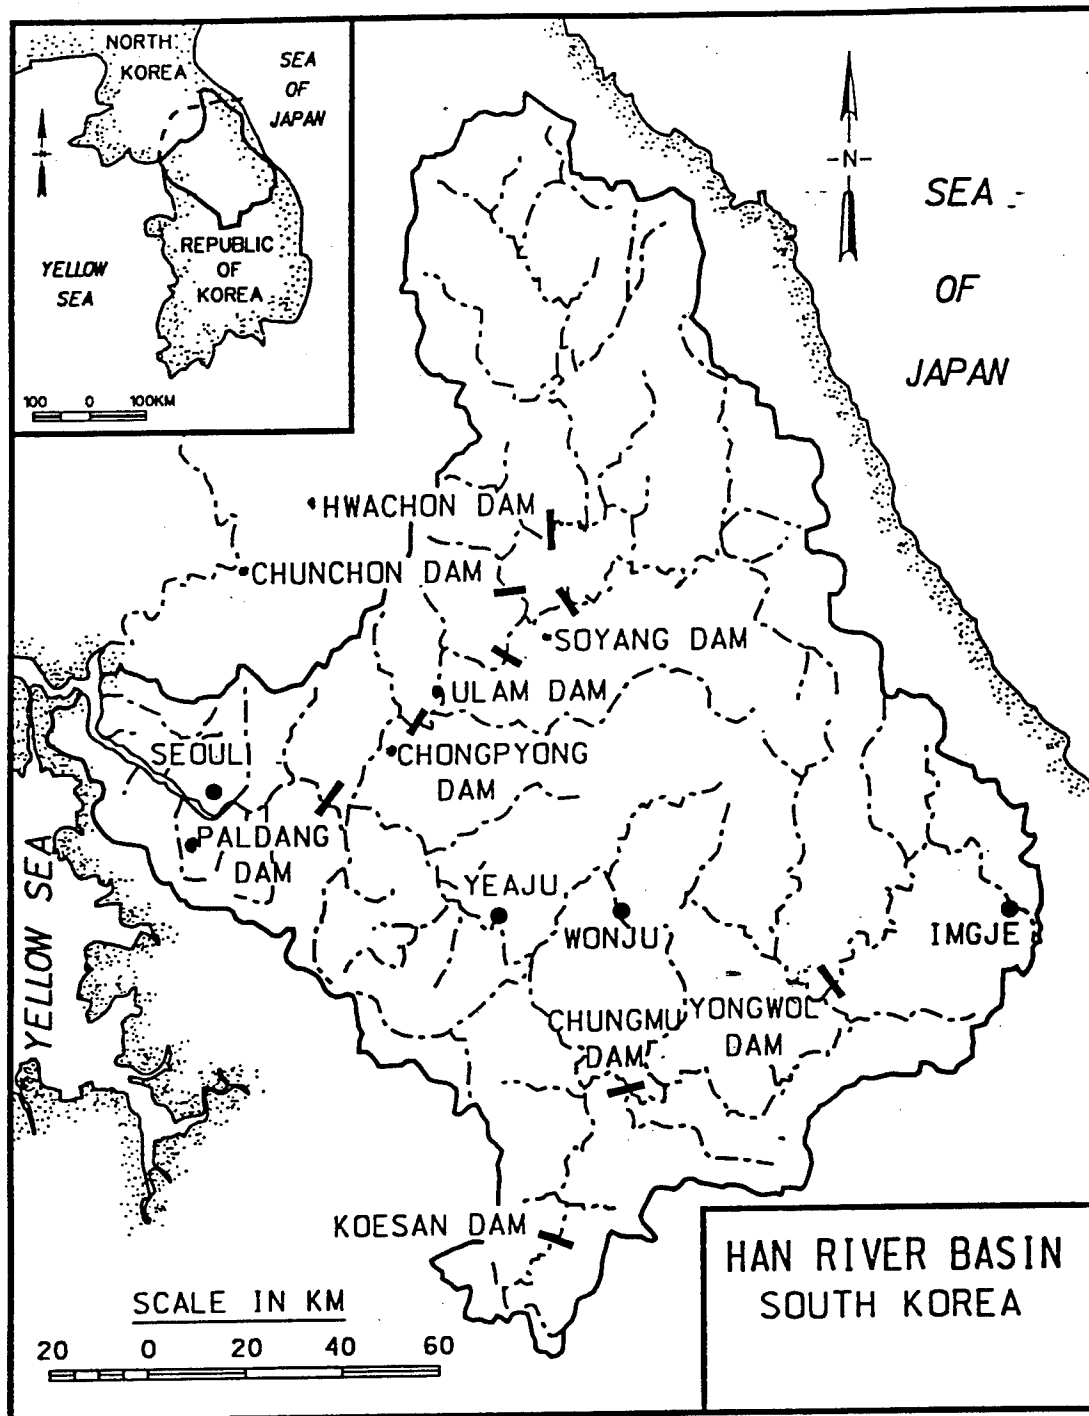 NORTH
KOREA
SEA
OF
JAPAN
YELLOW
SEA
REPUBLIC
OF
KOREA
100 0 100KM
-N-
SEA
OF
JAPAN
HWACHON DAM
CHUNCHON DAM
SOYANG DAM
ULAM DAM
CHONGPYONG
DAM
SEOUL
PALDANG
DAM
YEAJU
WONJU
IMGJE
YELLOW SEA
CHUNGMU
DAM
YONGWOL
DAM
KOESAN DAM
SCALE IN KM
20 0 20 40 60
HAN RIVER BASIN
SOUTH KOREA